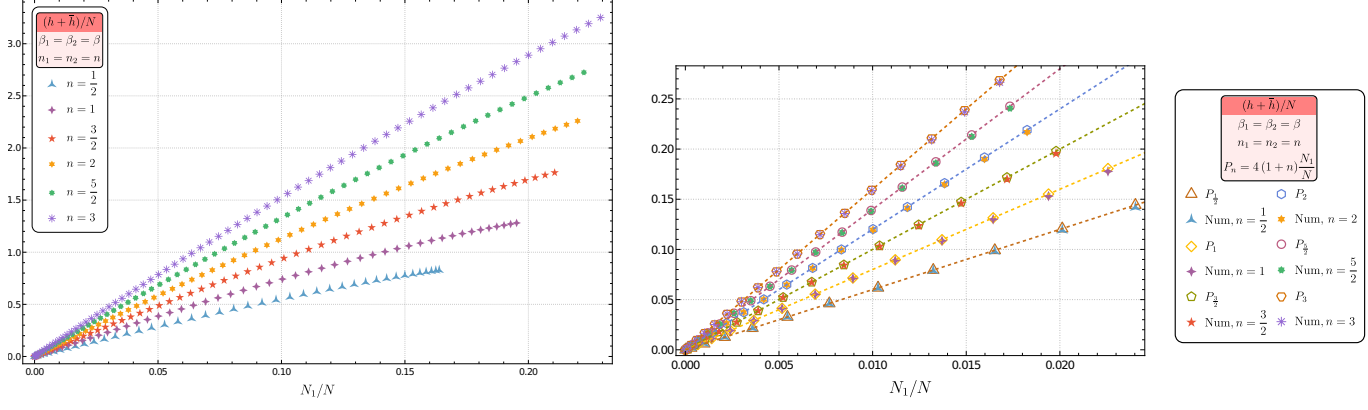 (h + h̅)/N
β₁ = β₂ = β
n₁ = n₂ = n
n = 1/2
n = 1
n = 3/2
n = 2
n = 5/2
n = 3
3.0
2.5
2.0
1.5
1.0
0.5
0.0
0.00 0.05 0.10 0.15 0.20
N₁/N
0.25
0.20
0.15
0.10
0.05
0.00
0.000 0.005 0.010 0.015 0.020
N₁/N
(h + h̅)/N
β₁ = β₂ = β
n₁ = n₂ = n
Pₙ = 4 (1 + n) N₁/N
P_{1/2} P₂
Num, n = 1/2 Num, n = 2
P₁ P_{5/2}
Num, n = 1 Num, n = 5/2
P_{3/2} P₃
Num, n = 3/2 Num, n = 3